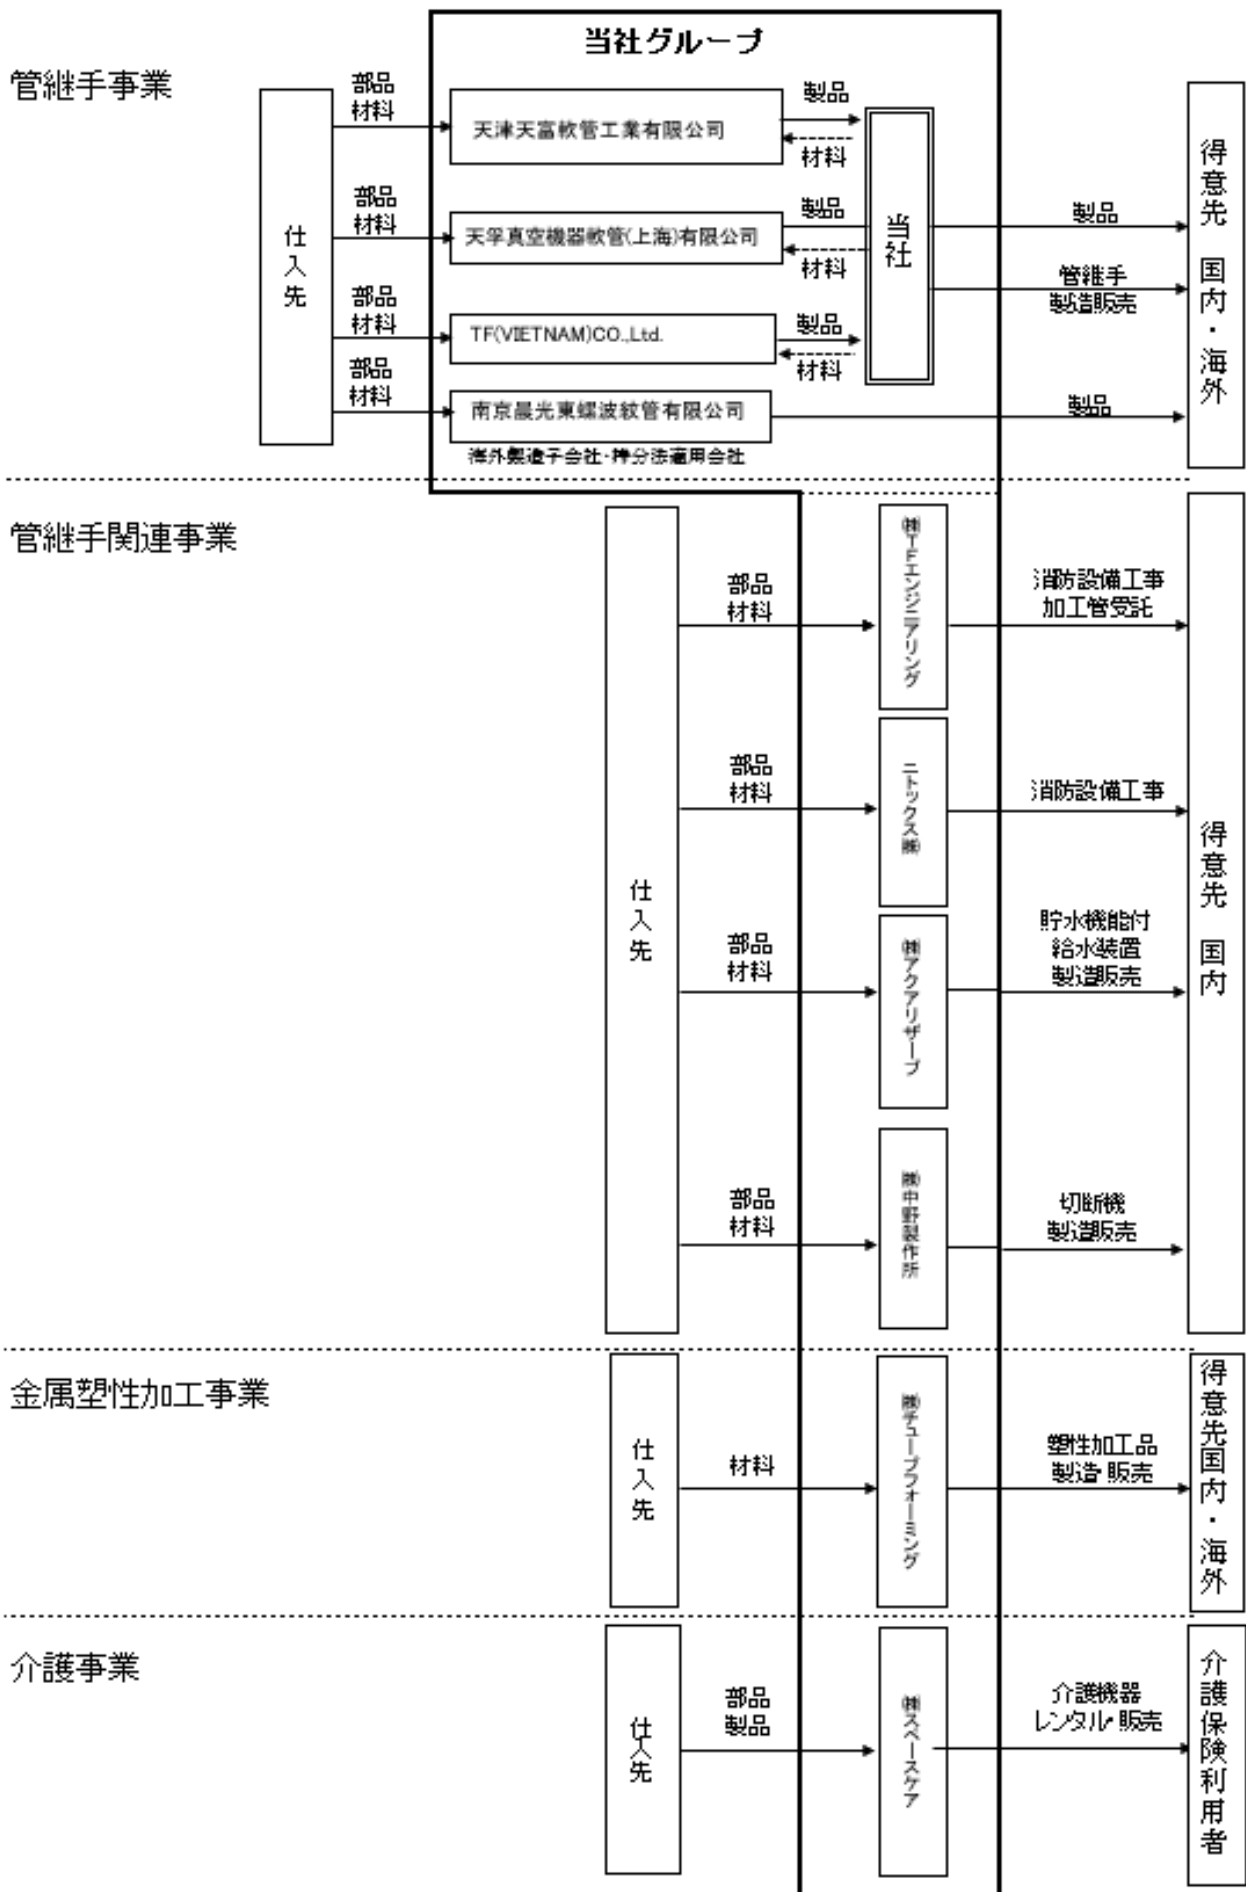 当社グループ
管継手事業
仕入先
部品
材料
天津天富軟管工業有限公司
製品
材料
部品
材料
天孚真空機器軟管(上海)有限公司
製品
材料
部品
材料
TF(VIETNAM)CO.,Ltd.
製品
材料
部品
材料
南京晨光東螺波紋管有限公司
海外製造子会社・持分法適用会社
当社
製品
管継手
製造販売
製品
得意先 国内・海外
管継手関連事業
仕入先
部品
材料
㈱TFエンジニアリング
消防設備工事
加工管受託
部品
材料
ニトックス㈱
消防設備工事
部品
材料
㈱アクアリザーブ
貯水機能付
給水装置
製造販売
部品
材料
㈱中野製作所
切断機
製造販売
得意先 国内
金属塑性加工事業
仕入先
材料
㈱チューブフォーミング
塑性加工品
製造・販売
得意先国内・海外
介護事業
仕入先
部品
製品
㈱スペースケア
介護機器
レンタル・販売
介護保険利用者